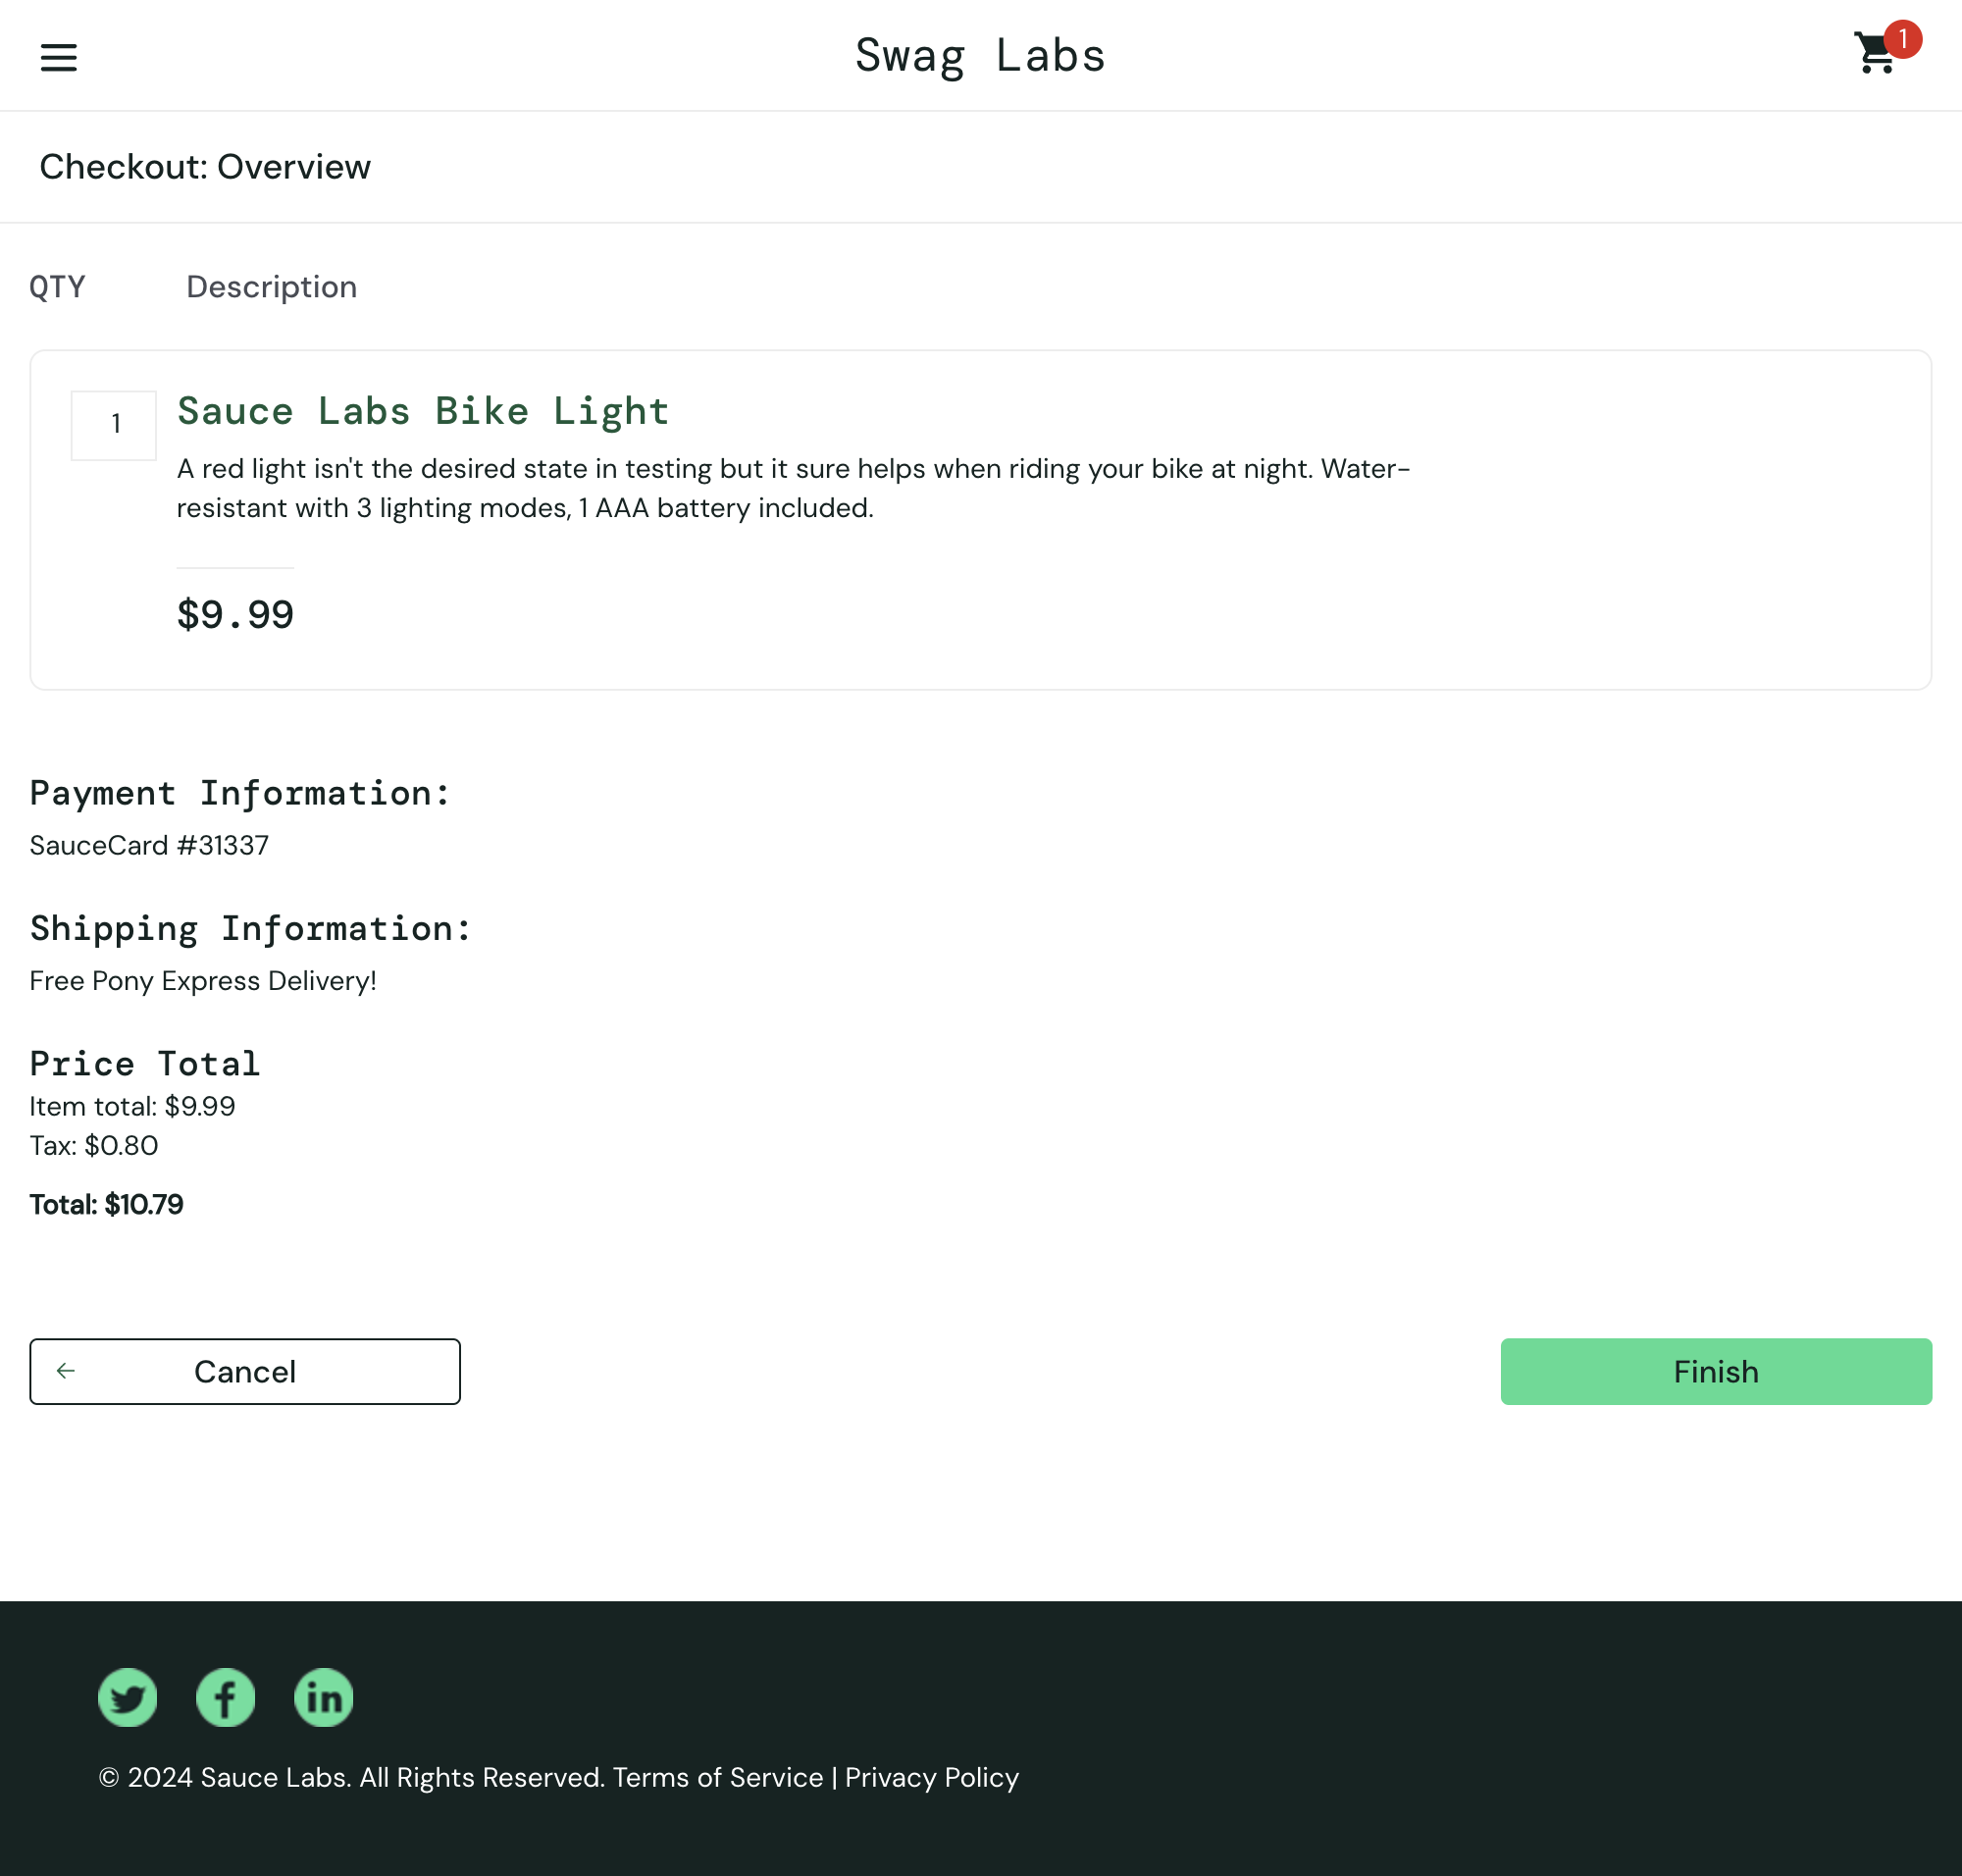 Swag Labs
1
Checkout: Overview
QTY Description
1
Sauce Labs Bike Light
A red light isn't the desired state in testing but it sure helps when riding your bike at night. Water-
resistant with 3 lighting modes, 1 AAA battery included.
$9.99
Payment Information:
SauceCard #31337
Shipping Information:
Free Pony Express Delivery!
Price Total
Item total: $9.99
Tax: $0.80
Total: $10.79
Cancel
Finish
© 2024 Sauce Labs. All Rights Reserved. Terms of Service | Privacy Policy